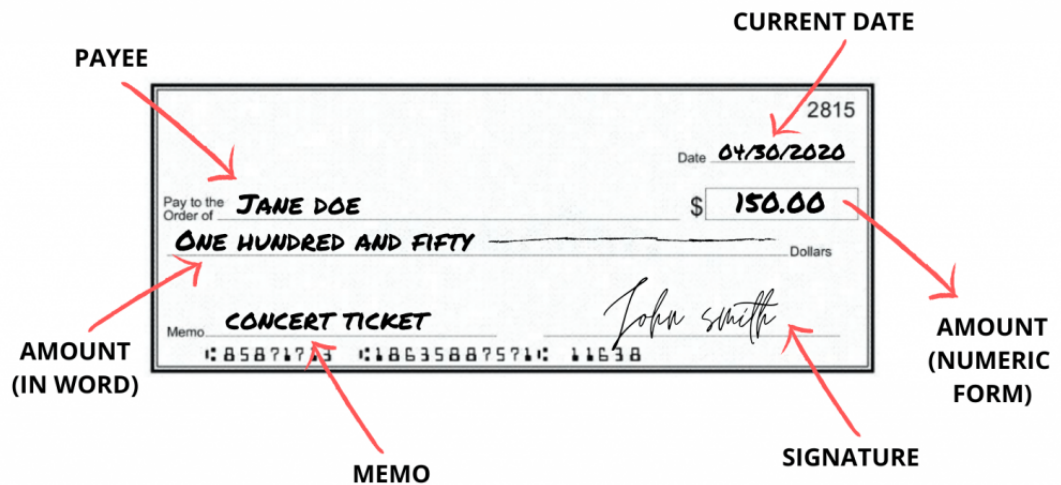 CURRENT DATE
PAYEE
2815
Date 04/30/2020
Pay to the
Order of JANE DOE $ 150.00
ONE HUNDRED AND FIFTY Dollars
Memo CONCERT TICKET John smith
11638
AMOUNT
(IN WORD)
AMOUNT
(NUMERIC
FORM)
MEMO
SIGNATURE